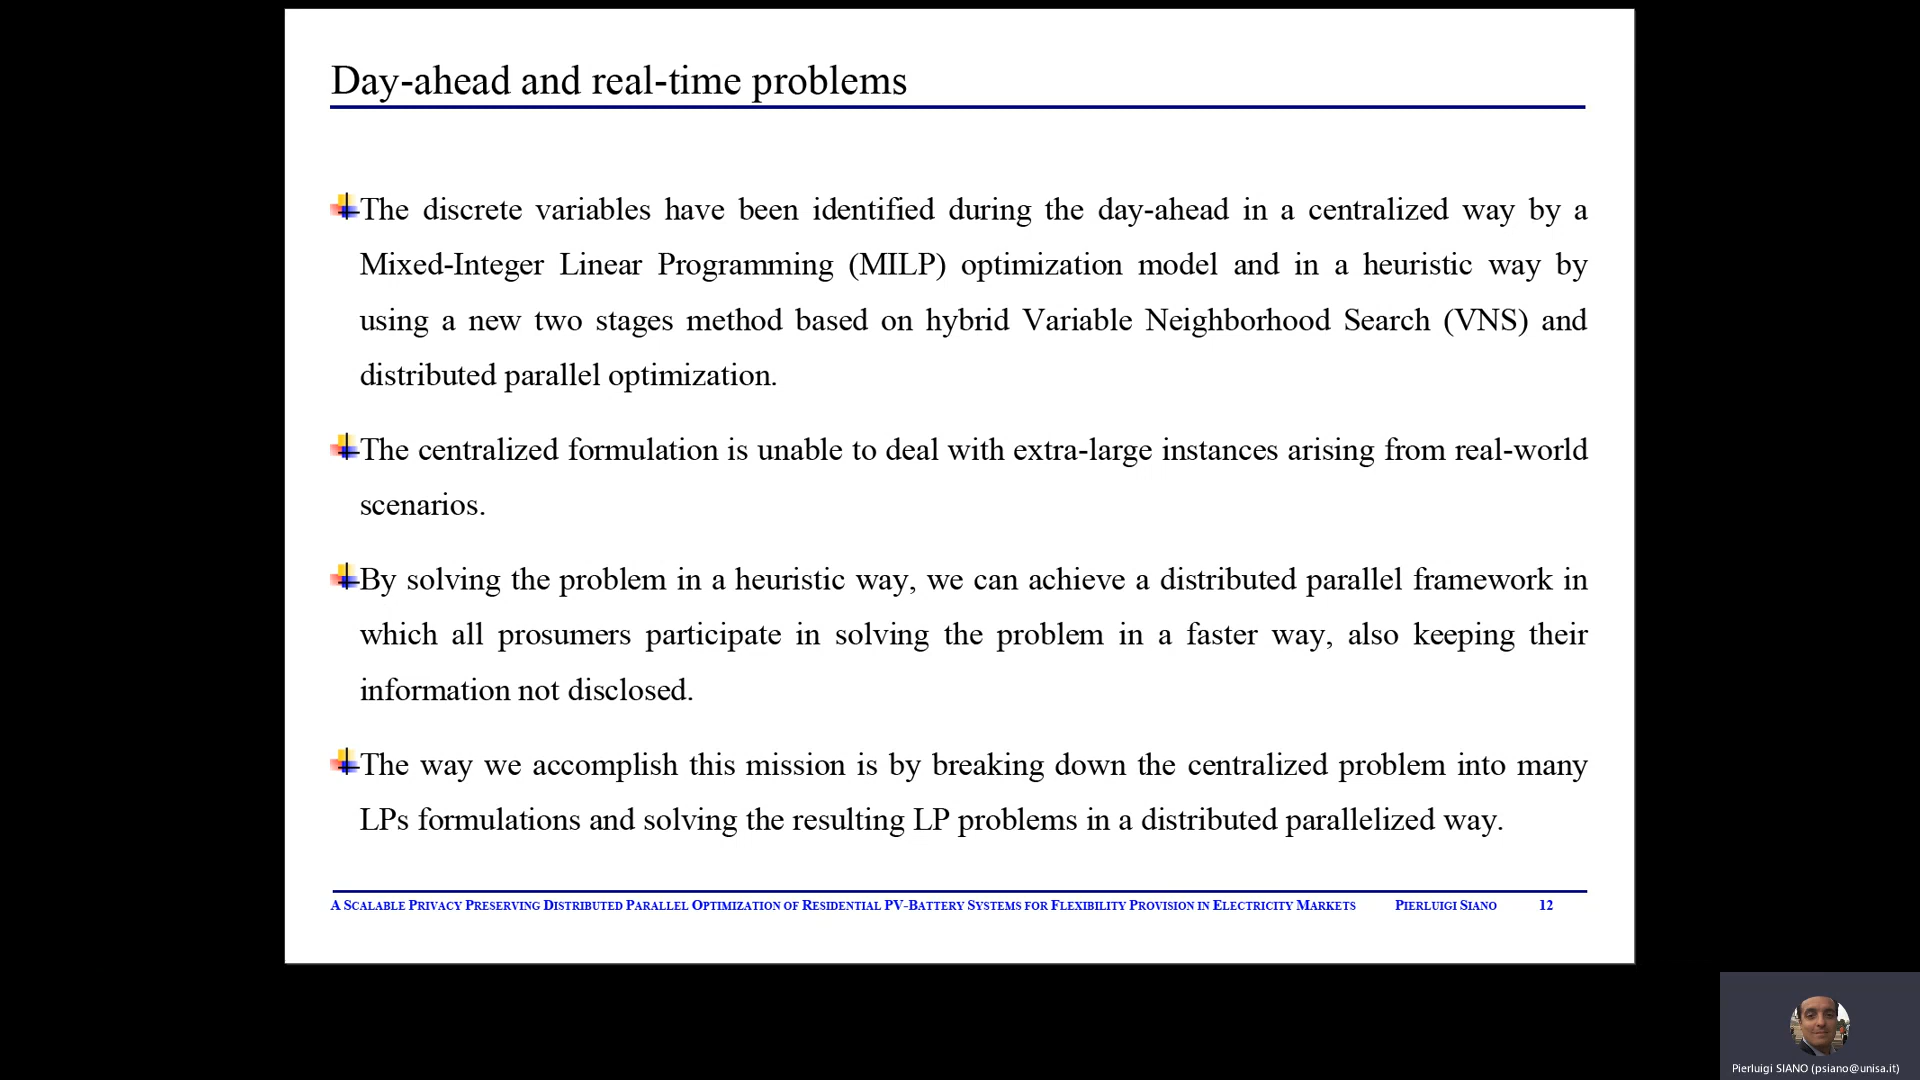 Day-ahead and real-time problems
The discrete variables have been identified during the day-ahead in a centralized way by a
Mixed-Integer Linear Programming (MILP) optimization model and in a heuristic way by
using a new two stages method based on hybrid Variable Neighborhood Search (VNS) and
distributed parallel optimization.
The centralized formulation is unable to deal with extra-large instances arising from real-world
scenarios.
By solving the problem in a heuristic way, we can achieve a distributed parallel framework in
which all prosumers participate in solving the problem in a faster way, also keeping their
information not disclosed.
The way we accomplish this mission is by breaking down the centralized problem into many
LPs formulations and solving the resulting LP problems in a distributed parallelized way.
A Scalable Privacy Preserving Distributed Parallel Optimization of Residential PV-Battery Systems for Flexibility Provision in Electricity Markets Pierluigi Siano 12
Pierluigi SIANO (psiano@unisa.it)